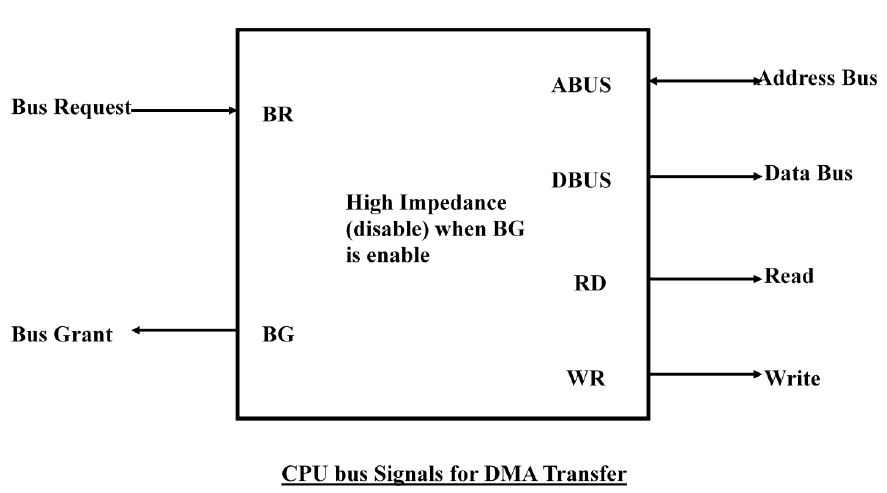 Bus Request
BR
ABUS
Address Bus
DBUS
Data Bus
High Impedance
(disable) when BG
is enable
RD
Read
Bus Grant
BG
WR
Write
CPU bus Signals for DMA Transfer